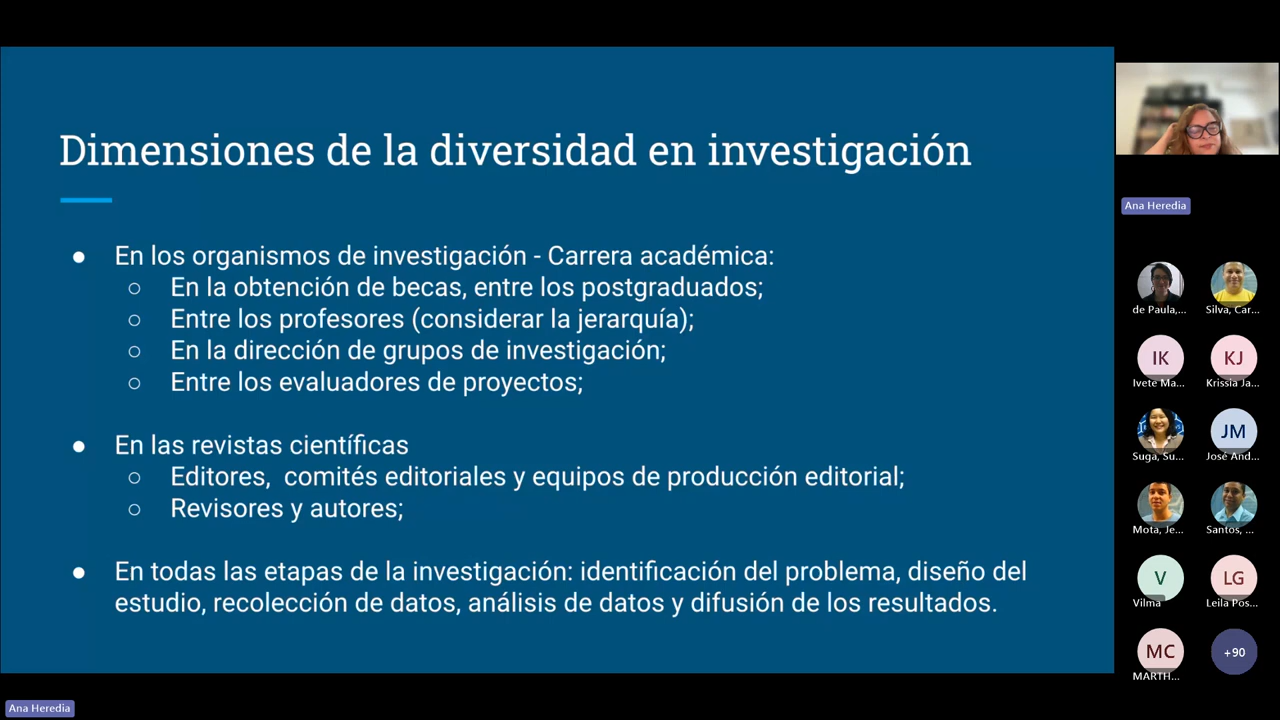 Dimensiones de la diversidad en investigación
● En los organismos de investigación - Carrera académica:
○ En la obtención de becas, entre los postgraduados;
○ Entre los profesores (considerar la jerarquía);
○ En la dirección de grupos de investigación;
○ Entre los evaluadores de proyectos;
● En las revistas científicas
○ Editores, comités editoriales y equipos de producción editorial;
○ Revisores y autores;
● En todas las etapas de la investigación: identificación del problema, diseño del
estudio, recolección de datos, análisis de datos y difusión de los resultados.
Ana Heredia
de Paula,...
Silva, Car...
IK
Ivete Ma...
KJ
Krissia Ja...
Suga, Su...
JM
José And...
Mota, Je...
Santos, ...
V
Vilma
LG
Leila Pos...
MC
MARTH...
+90
Ana Heredia